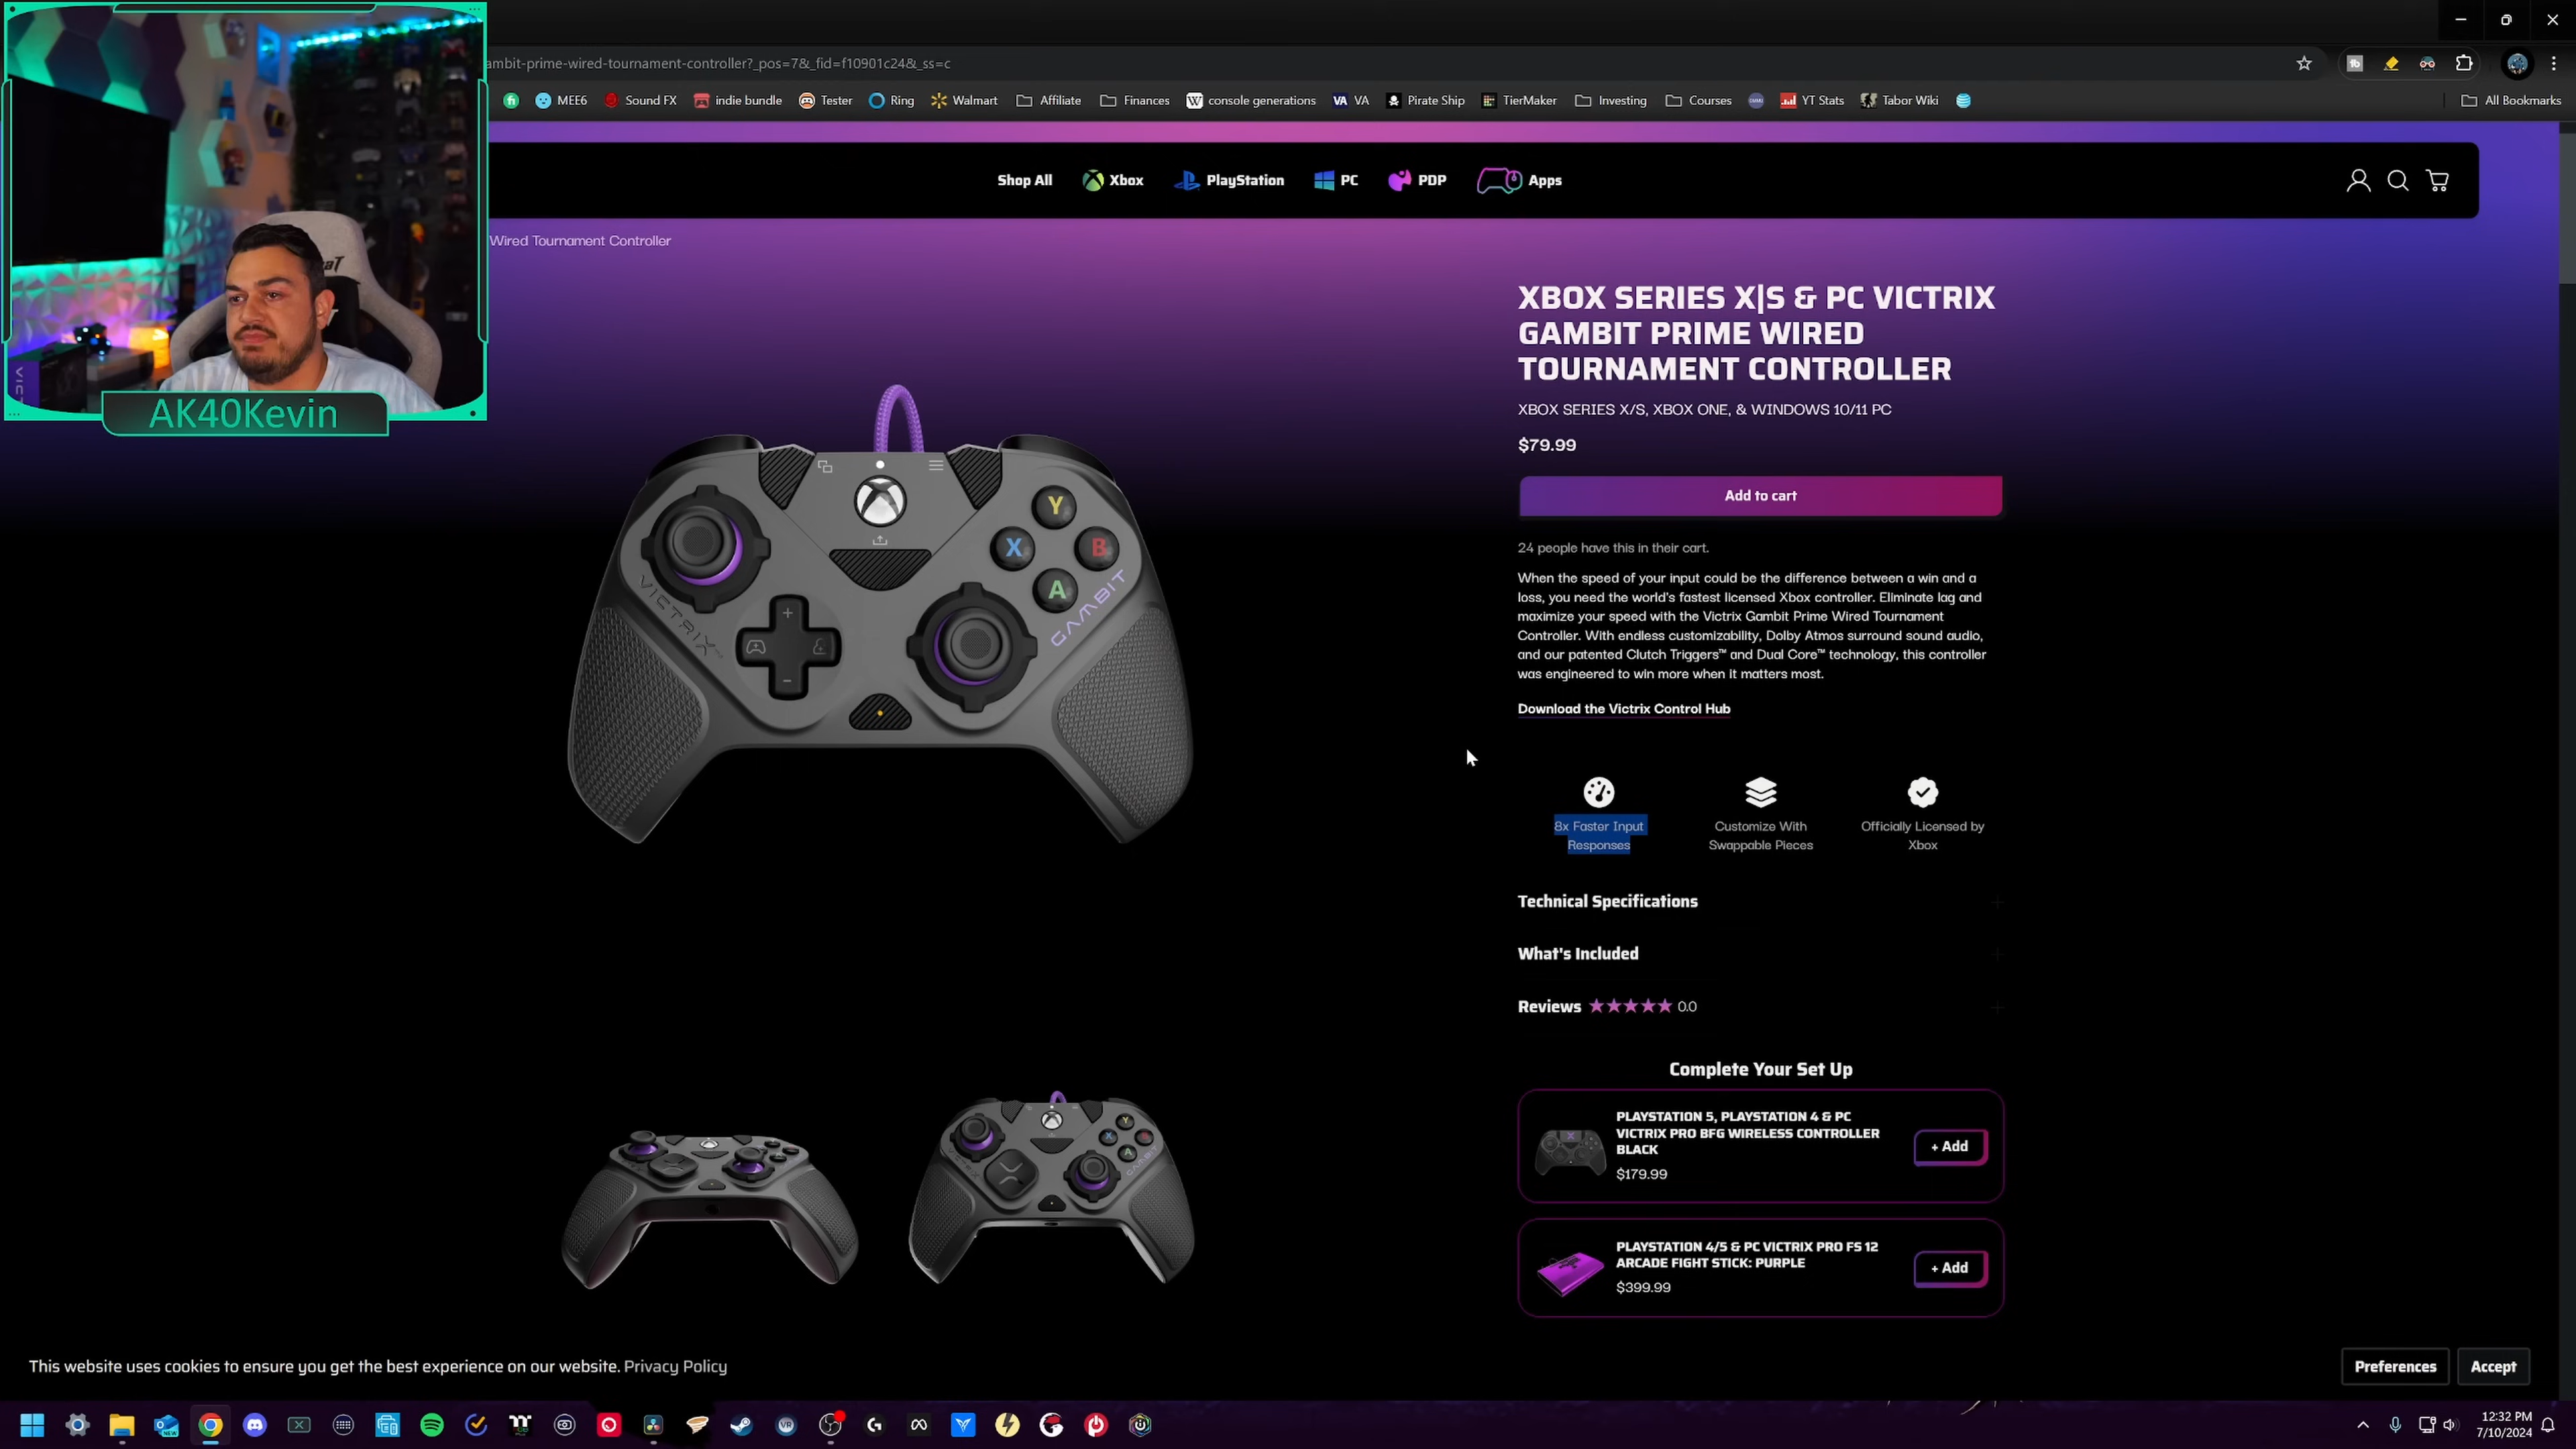 ambit-prime-wired-tournament-controller?_pos=7&_fid=f10901c24&_ss=c
MEE6 Sound FX indie bundle Tester Ring Walmart Affiliate Finances console generations VA VA Pirate Ship TierMaker Investing Courses YT Stats Tabor Wiki All Bookmarks
Shop All Xbox PlayStation PC PDP Apps
Wired Tournament Controller
AK40Kevin
VICTRIX
GAMBIT
Y
X
B
A
XBOX SERIES X|S & PC VICTRIX
GAMBIT PRIME WIRED
TOURNAMENT CONTROLLER
XBOX SERIES X/S, XBOX ONE, & WINDOWS 10/11 PC
$79.99
Add to cart
24 people have this in their cart.
When the speed of your input could be the difference between a win and a
loss, you need the world's fastest licensed Xbox controller. Eliminate lag and
maximize your speed with the Victrix Gambit Prime Wired Tournament
Controller. With endless customizability, Dolby Atmos surround sound audio,
and our patented Clutch Triggers™ and Dual Core™ technology, this controller
was engineered to win more when it matters most.
Download the Victrix Control Hub
8x Faster Input
Responses
Customize With
Swappable Pieces
Officially Licensed by
Xbox
Technical Specifications
What's Included
Reviews ★★★★★ 0.0
Complete Your Set Up
PLAYSTATION 5, PLAYSTATION 4 & PC
VICTRIX PRO BFG WIRELESS CONTROLLER
BLACK
$179.99
+ Add
PLAYSTATION 4/5 & PC VICTRIX PRO FS 12
ARCADE FIGHT STICK: PURPLE
$399.99
+ Add
This website uses cookies to ensure you get the best experience on our website. Privacy Policy
Preferences
Accept
12:32 PM
7/10/2024